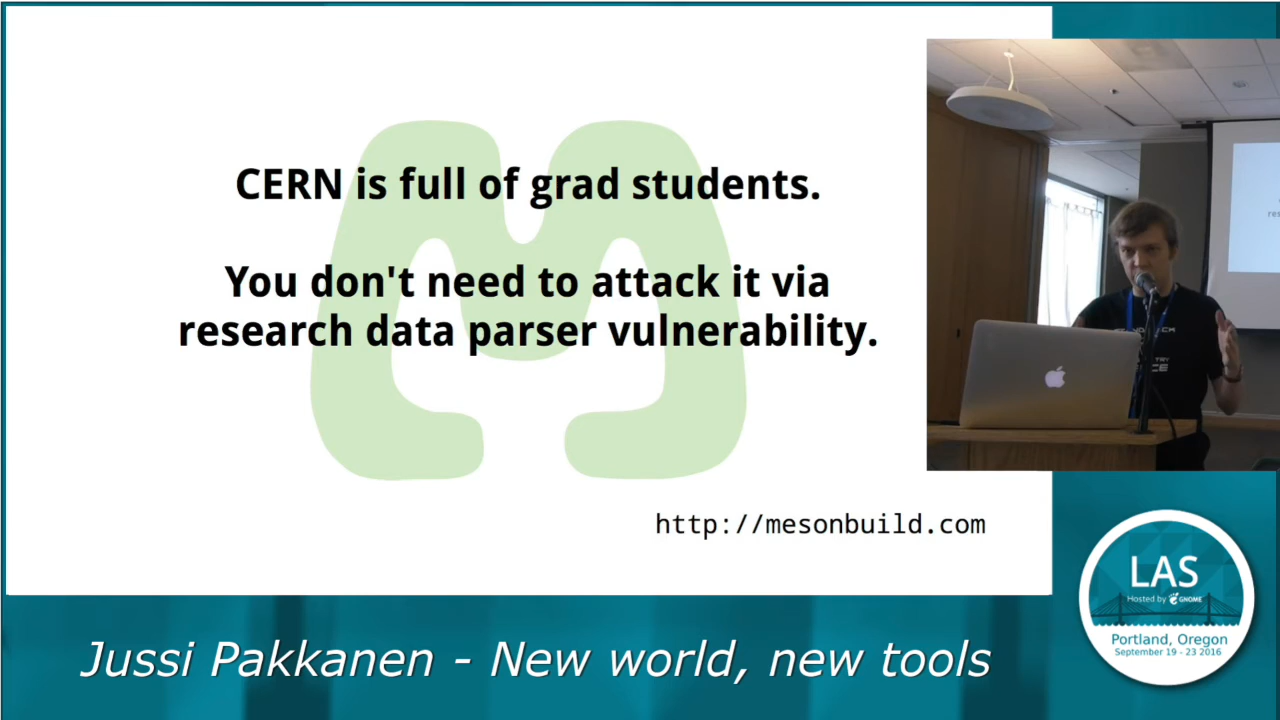 CERN is full of grad students.
You don't need to attack it via
research data parser vulnerability.
http://mesonbuild.com
LAS
Hosted by GNOME
Portland, Oregon
September 19 - 23 2016
Jussi Pakkanen - New world, new tools